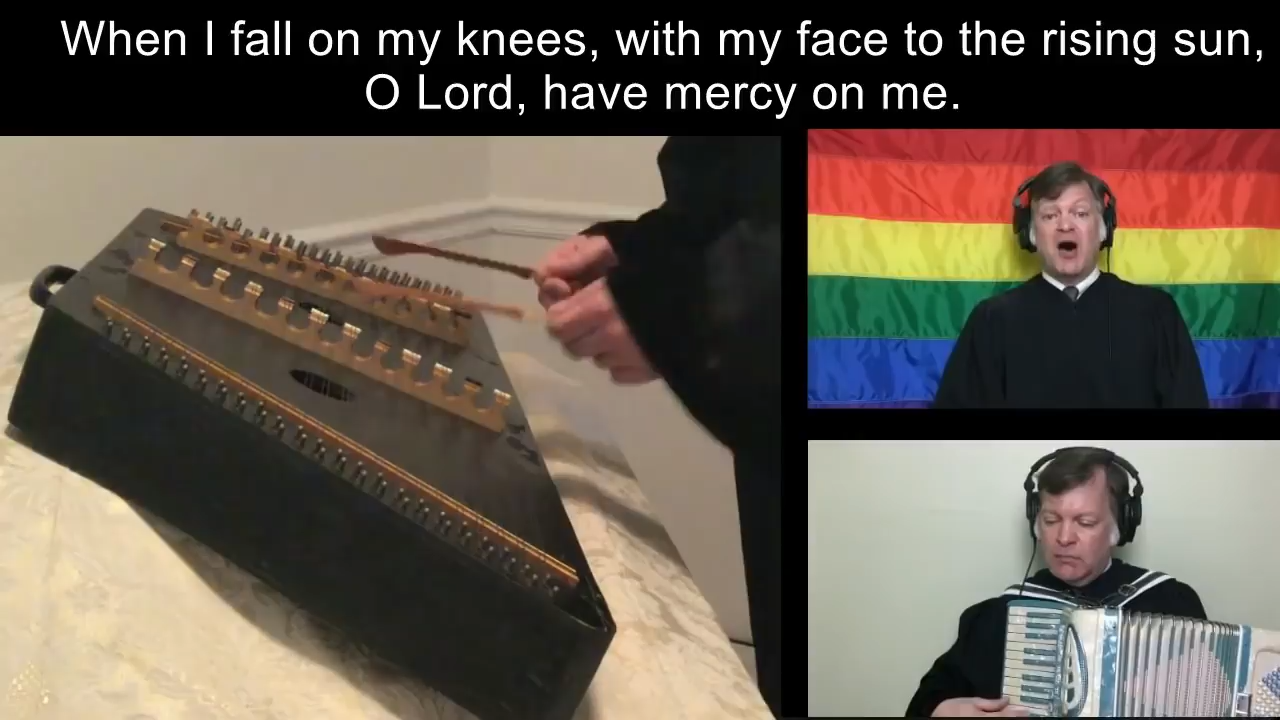 When I fall on my knees, with my face to the rising sun,
O Lord, have mercy on me.